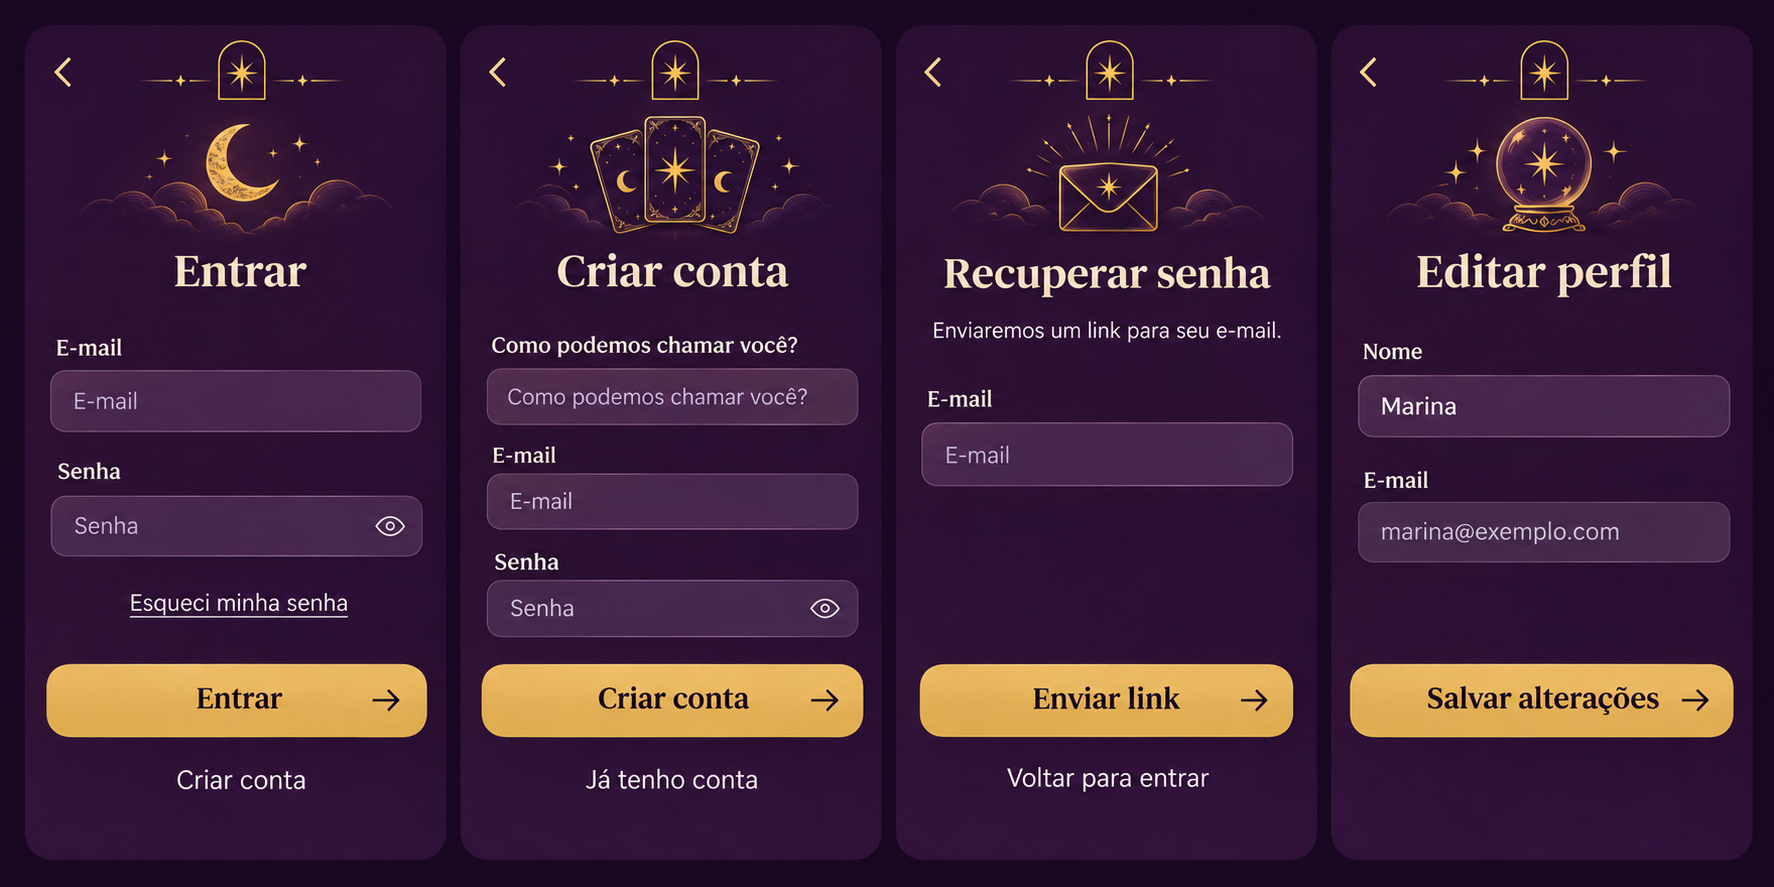 Entrar
E-mail
E-mail
Senha
Senha
Esqueci minha senha
Entrar
Criar conta
Criar conta
Como podemos chamar você?
Como podemos chamar você?
E-mail
E-mail
Senha
Senha
Criar conta
Já tenho conta
Recuperar senha
Enviaremos um link para seu e-mail.
E-mail
E-mail
Enviar link
Voltar para entrar
Editar perfil
Nome
Marina
E-mail
marina@exemplo.com
Salvar alterações